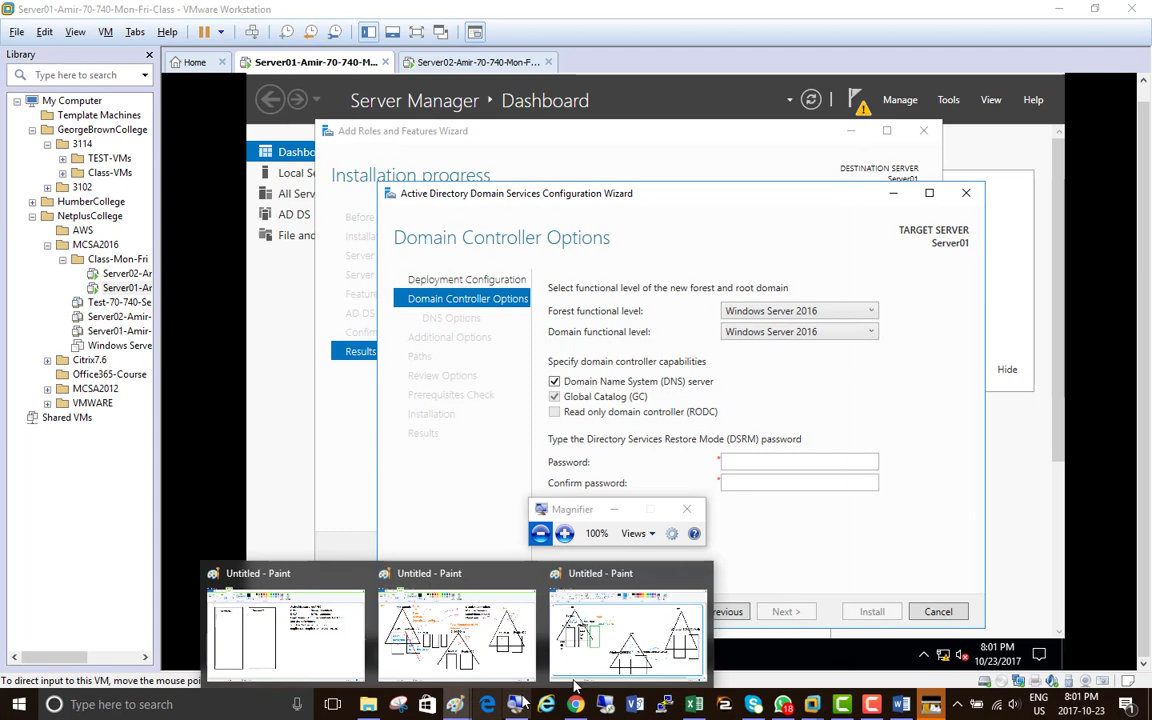 Server01-Amir-70-740-Mon-Fri-Class - VMware Workstation
File Edit View VM Tabs Help
Library
Type here to search
My Computer
Template Machines
GeorgeBrownCollege
3114
TEST-VMs
Class-VMs
3102
HumberCollege
NetplusCollege
AWS
MCSA2016
Class-Mon-Fri
Server02-Ar
Server01-Ar
Test-70-740-Se
Server02-Amir-
Server01-Amir-
Windows Serve
Citrix7.6
Office365-Course
MCSA2012
VMWARE
Shared VMs
Home
Server01-Amir-70-740-M...
Server02-Amir-70-740-Mon-F...
Server Manager • Dashboard
Manage Tools View Help
Dashbo
Local Se
All Serv
AD DS
File and
Add Roles and Features Wizard
Installation progress
DESTINATION SERVER
Server01
Before
Installa
Server
Server
Feature
AD DS
Confirm
Results
Hide
Active Directory Domain Services Configuration Wizard
Domain Controller Options
TARGET SERVER
Server01
Deployment Configuration
Domain Controller Options
DNS Options
Additional Options
Paths
Review Options
Prerequisites Check
Installation
Results
Select functional level of the new forest and root domain
Forest functional level: Windows Server 2016
Domain functional level: Windows Server 2016
Specify domain controller capabilities
Domain Name System (DNS) server
Global Catalog (GC)
Read only domain controller (RODC)
Type the Directory Services Restore Mode (DSRM) password
Password: *
Confirm password: *
Magnifier
100% Views
revious Next > Install Cancel
Untitled - Paint
Untitled - Paint
Untitled - Paint
8:01 PM
10/23/2017
To direct input to this VM, move the mouse po
Type here to search
ENG
US
8:01 PM
2017-10-23